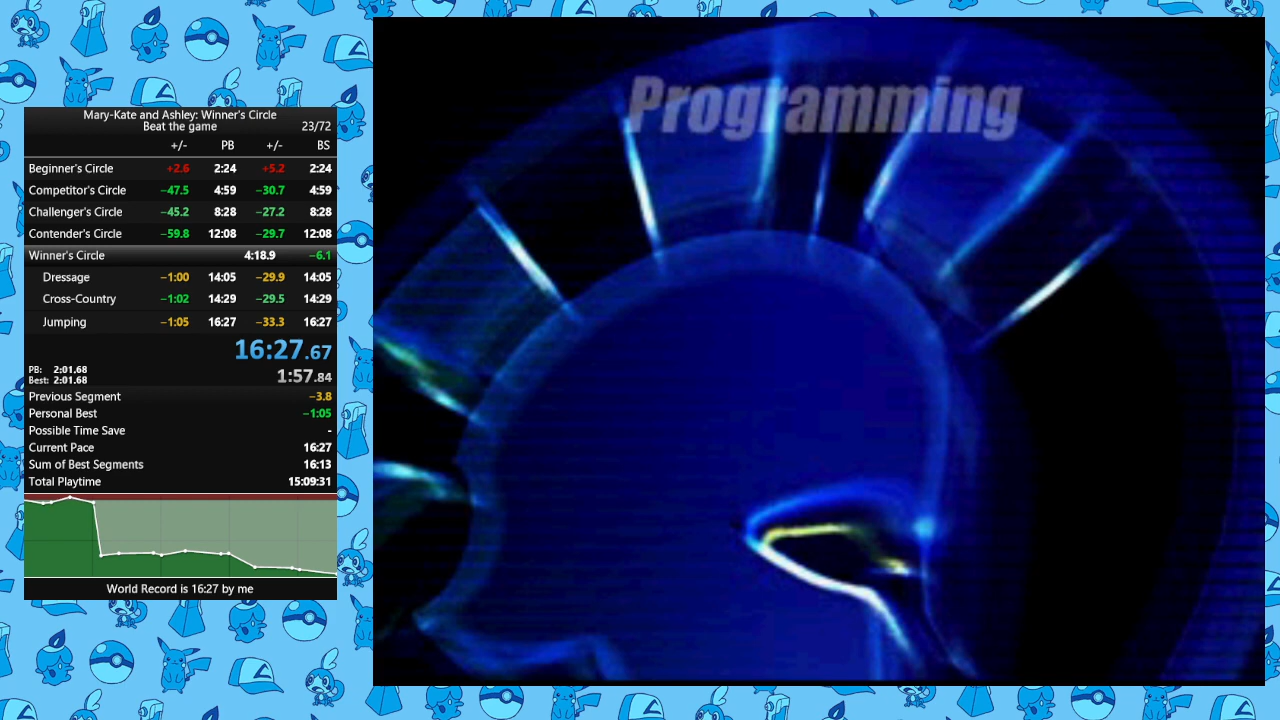 Mary-Kate and Ashley: Winner's Circle
Beat the game 23/72
+/- PB +/- BS
Beginner's Circle +2.6 2:24 +5.2 2:24
Competitor's Circle −47.5 4:59 −30.7 4:59
Challenger's Circle −45.2 8:28 −27.2 8:28
Contender's Circle −59.8 12:08 −29.7 12:08
Winner's Circle 4:18.9 −6.1
Dressage −1:00 14:05 −29.9 14:05
Cross-Country −1:02 14:29 −29.5 14:29
Jumping −1:05 16:27 −33.3 16:27
16:27.67
PB: 2:01.68
Best: 2:01.68
1:57.84
Previous Segment −3.8
Personal Best −1:05
Possible Time Save -
Current Pace 16:27
Sum of Best Segments 16:13
Total Playtime 15:09:31
World Record is 16:27 by me
Programming